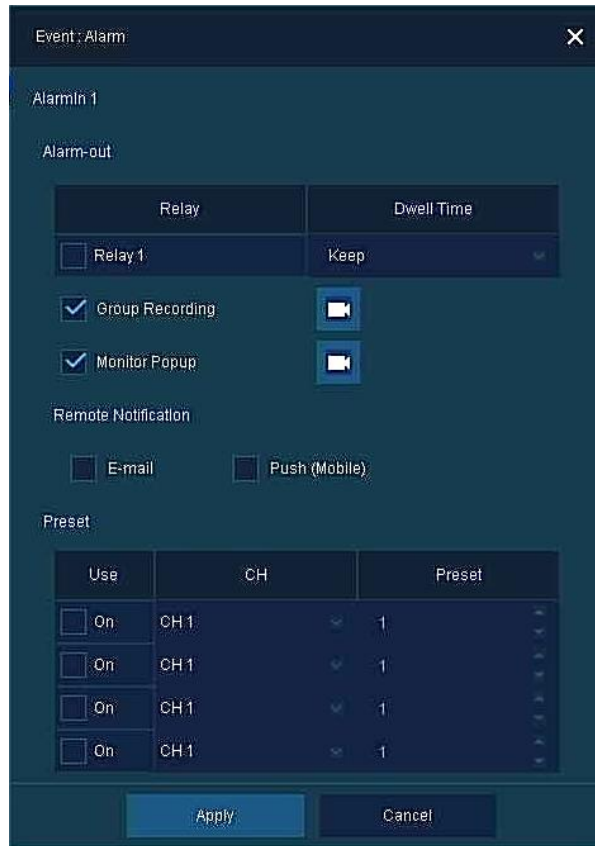 Event : Alarm
AlarmIn 1
Alarm-out
Relay Dwell Time
Relay 1 Keep
Group Recording
Monitor Popup
Remote Notification
E-mail Push (Mobile)
Preset
Use CH Preset
On CH 1 1
On CH 1 1
On CH 1 1
On CH 1 1
Apply Cancel